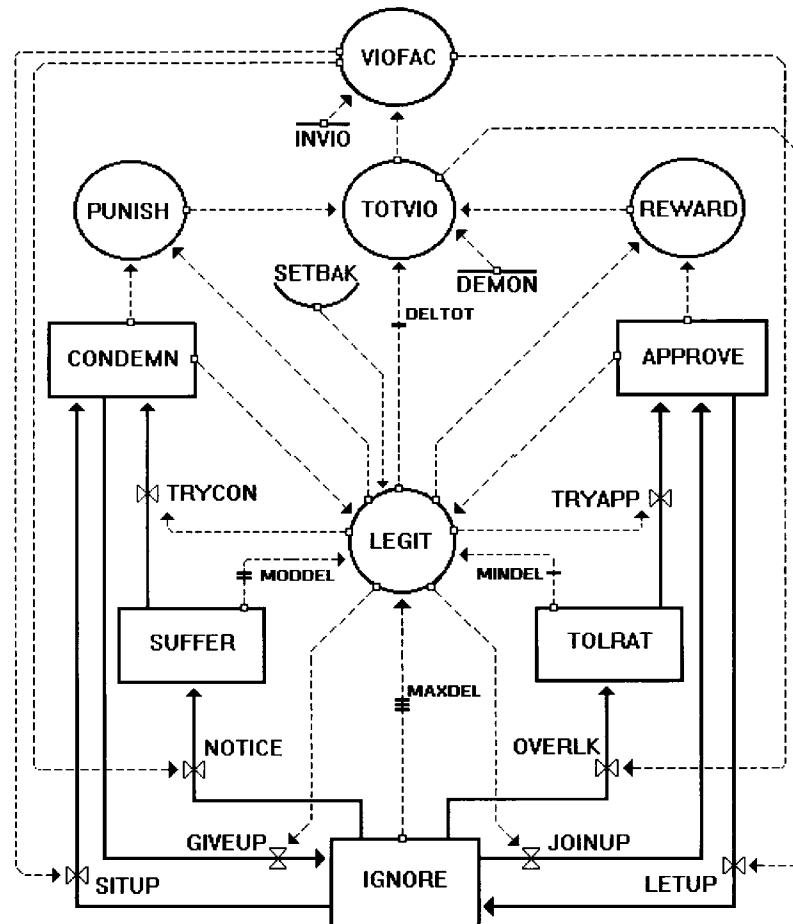 VIOFAC
INVIO
PUNISH
TOTVIO
REWARD
SETBAK
DEMON
DELTOT
CONDEMN
APPROVE
TRYCON
TRYAPP
LEGIT
MODDEL
MINDEL
SUFFER
TOLRAT
MAXDEL
NOTICE
OVERLK
GIVEUP
JOINUP
SITUP
IGNORE
LETUP